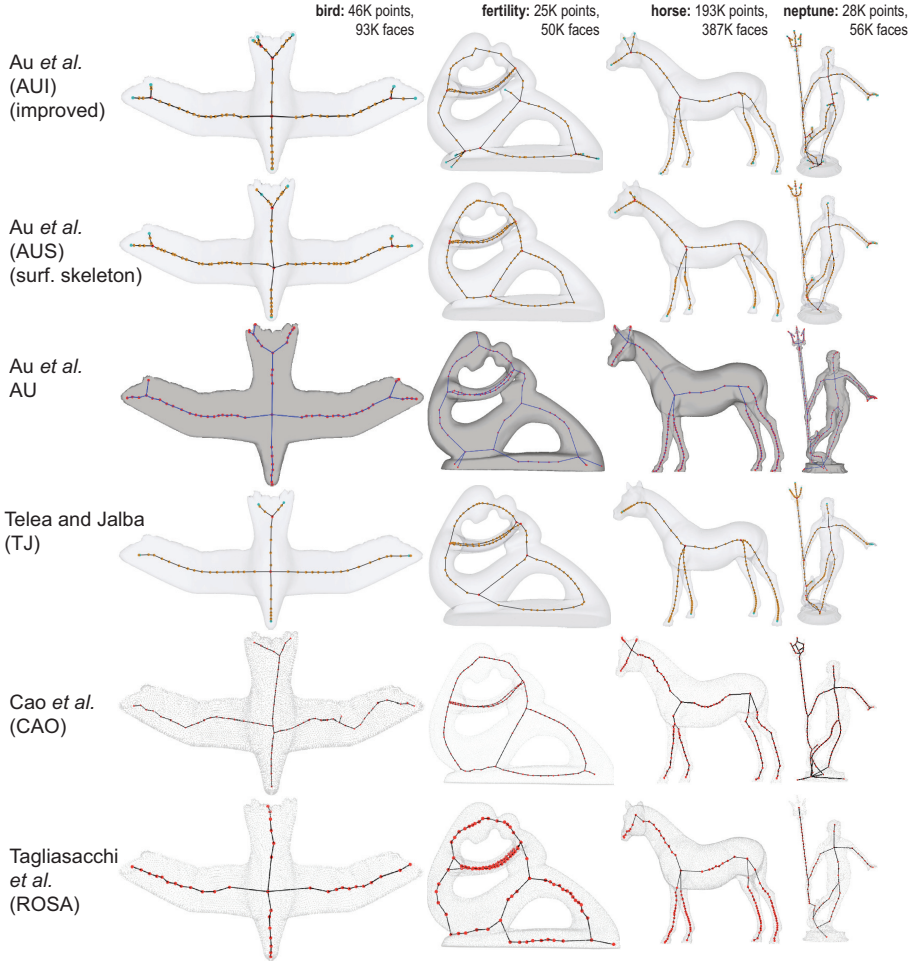 bird: 46K points,
93K faces
fertility: 25K points,
50K faces
horse: 193K points,
387K faces
neptune: 28K points,
56K faces
Au et al.
(AUI)
(improved)
Au et al.
(AUS)
(surf. skeleton)
Au et al.
AU
Telea and Jalba
(TJ)
Cao et al.
(CAO)
Tagliasacchi
et al.
(ROSA)